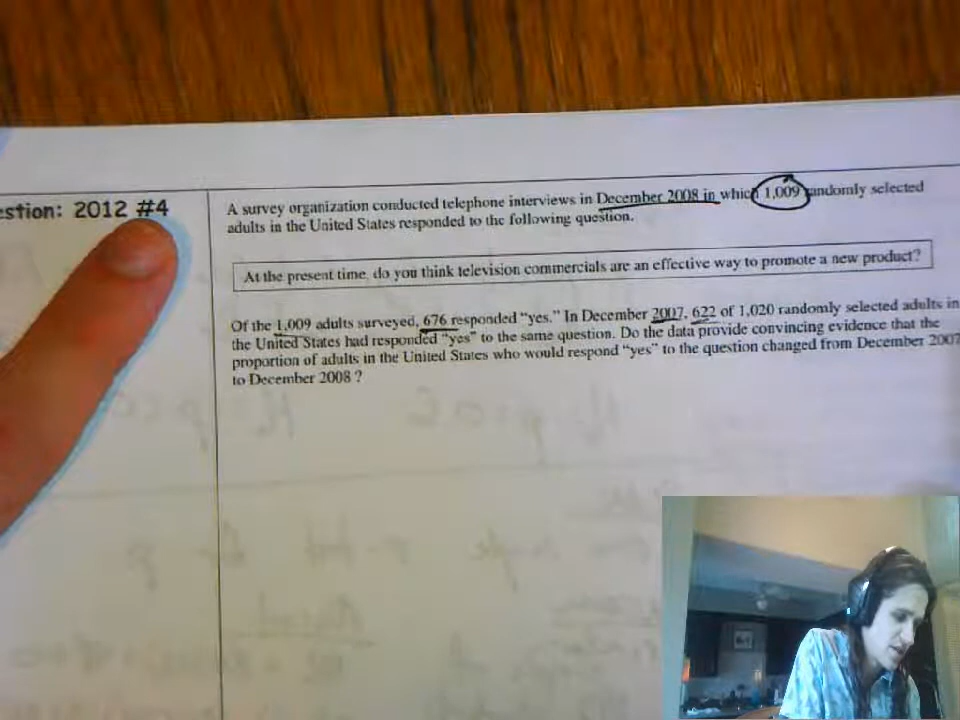 estion: 2012 #4
A survey organization conducted telephone interviews in December 2008 in which 1,009 randomly selected
adults in the United States responded to the following question.
At the present time, do you think television commercials are an effective way to promote a new product?
Of the 1,009 adults surveyed, 676 responded “yes.” In December 2007, 622 of 1,020 randomly selected adults in
the United States had responded “yes” to the same question. Do the data provide convincing evidence that the
proportion of adults in the United States who would respond “yes” to the question changed from December 2007
to December 2008 ?